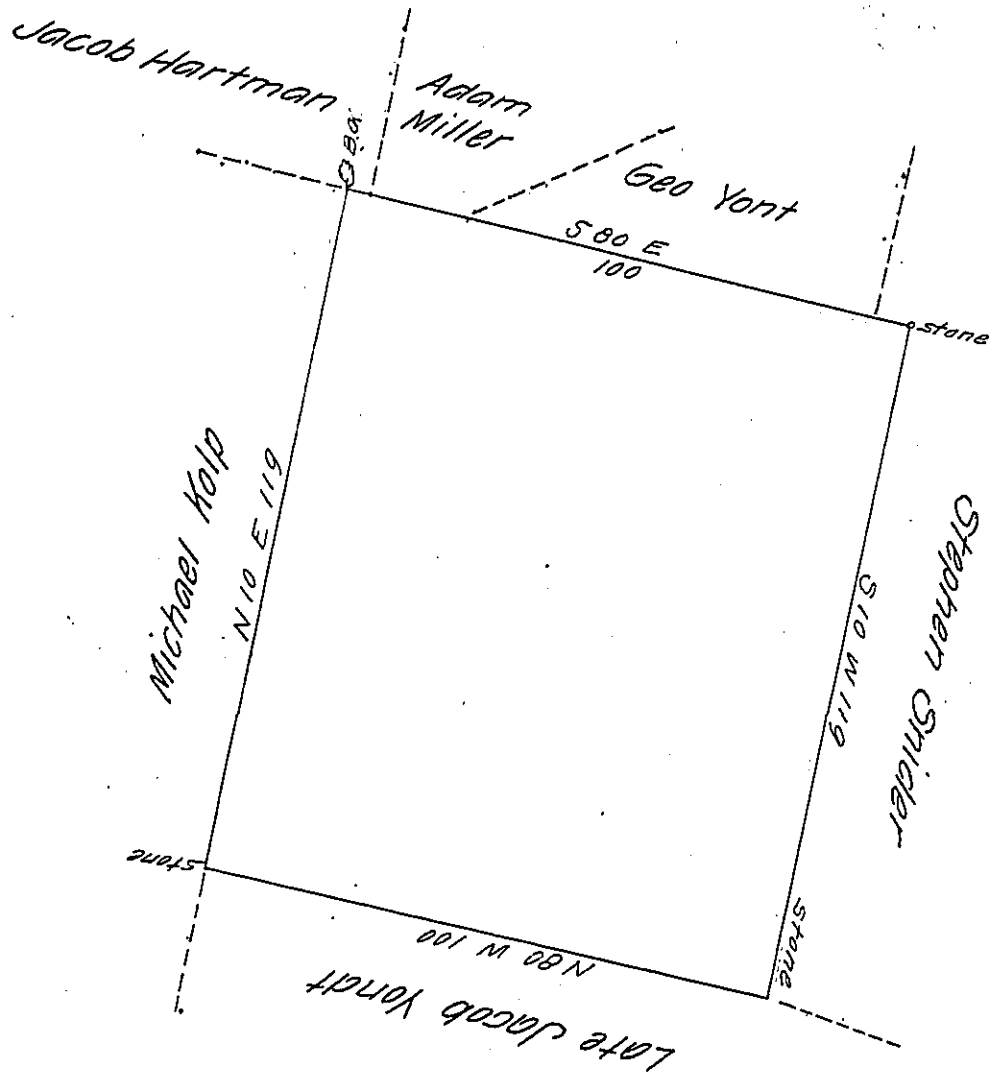 Jacob Hartman
B.O.
Adam
Miller
Geo Yont
S 80 E
100
stone
Michael Kolp
N 10 E 119
S 10 W 119
Stephen Snider
stone
stone
N 80 W 100
Late Jacob Yondt